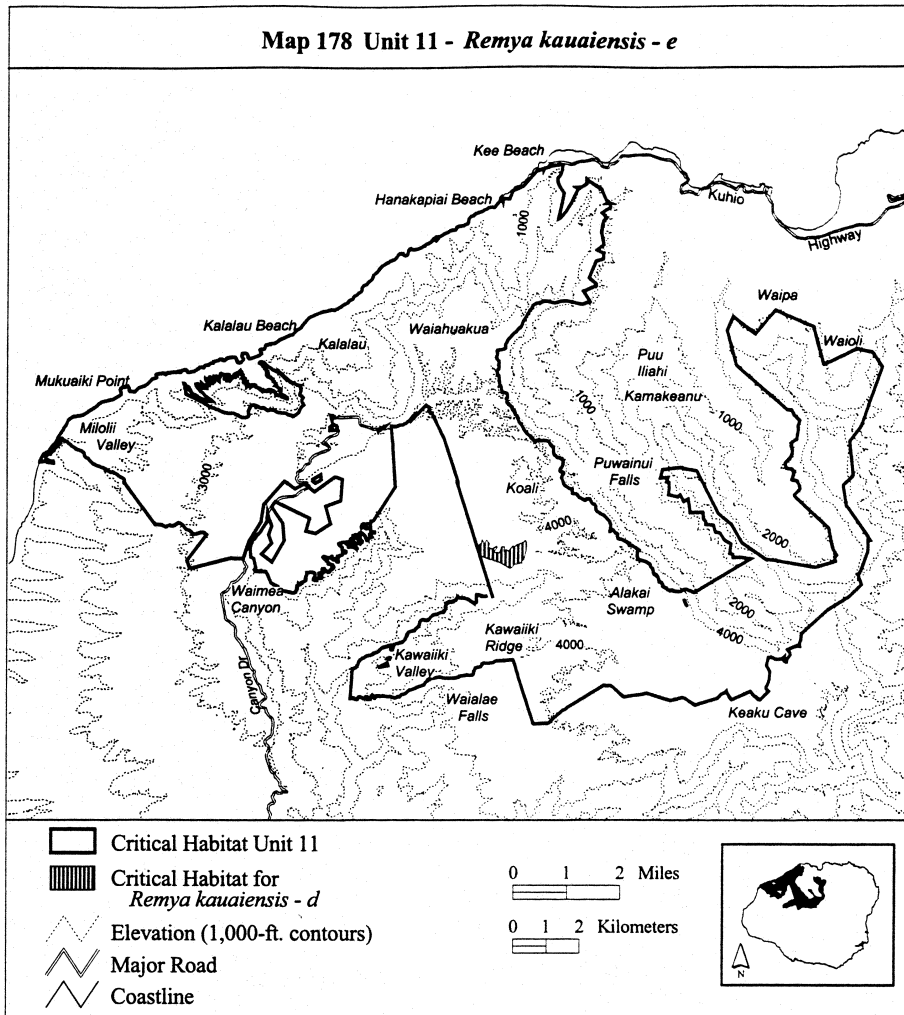 Map 178 Unit 11 - Remya kauaiensis - e
Kee Beach
Hanakapiai Beach
1000
Kuhio
Highway
Waipa
Kalalau Beach
Waiahuakua
Kalalau
Waioli
Puu
Iliahi
Mukuaiki Point
Kamakeanu
1000
1000
Milolii
Valley
3000
Puwainui
Falls
Koali
4000
2000
Waimea
Canyon
Alakai
Swamp
2000
Kawaiiki
Ridge
4000
4000
Kawaiiki
Valley
Canyon Dr
Waialae
Falls
Keaku Cave
Critical Habitat Unit 11
Critical Habitat for
Remya kauaiensis - d
Elevation (1,000-ft. contours)
Major Road
Coastline
0 1 2 Miles
0 1 2 Kilometers
N